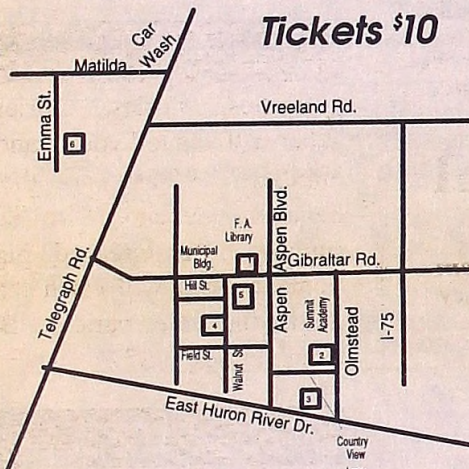 Tickets $10
Car
Wash
Matilda
Vreeland Rd.
Emma St.
6
Aspen Blvd.
F. A.
Library
Municipal
Bldg.
Gibraltar Rd.
Telegraph Rd.
Hill St.
5
4
Aspen
Summit
Academy
Olmstead
I-75
Field St.
Walnut St
2
3
East Huron River Dr.
Country
View